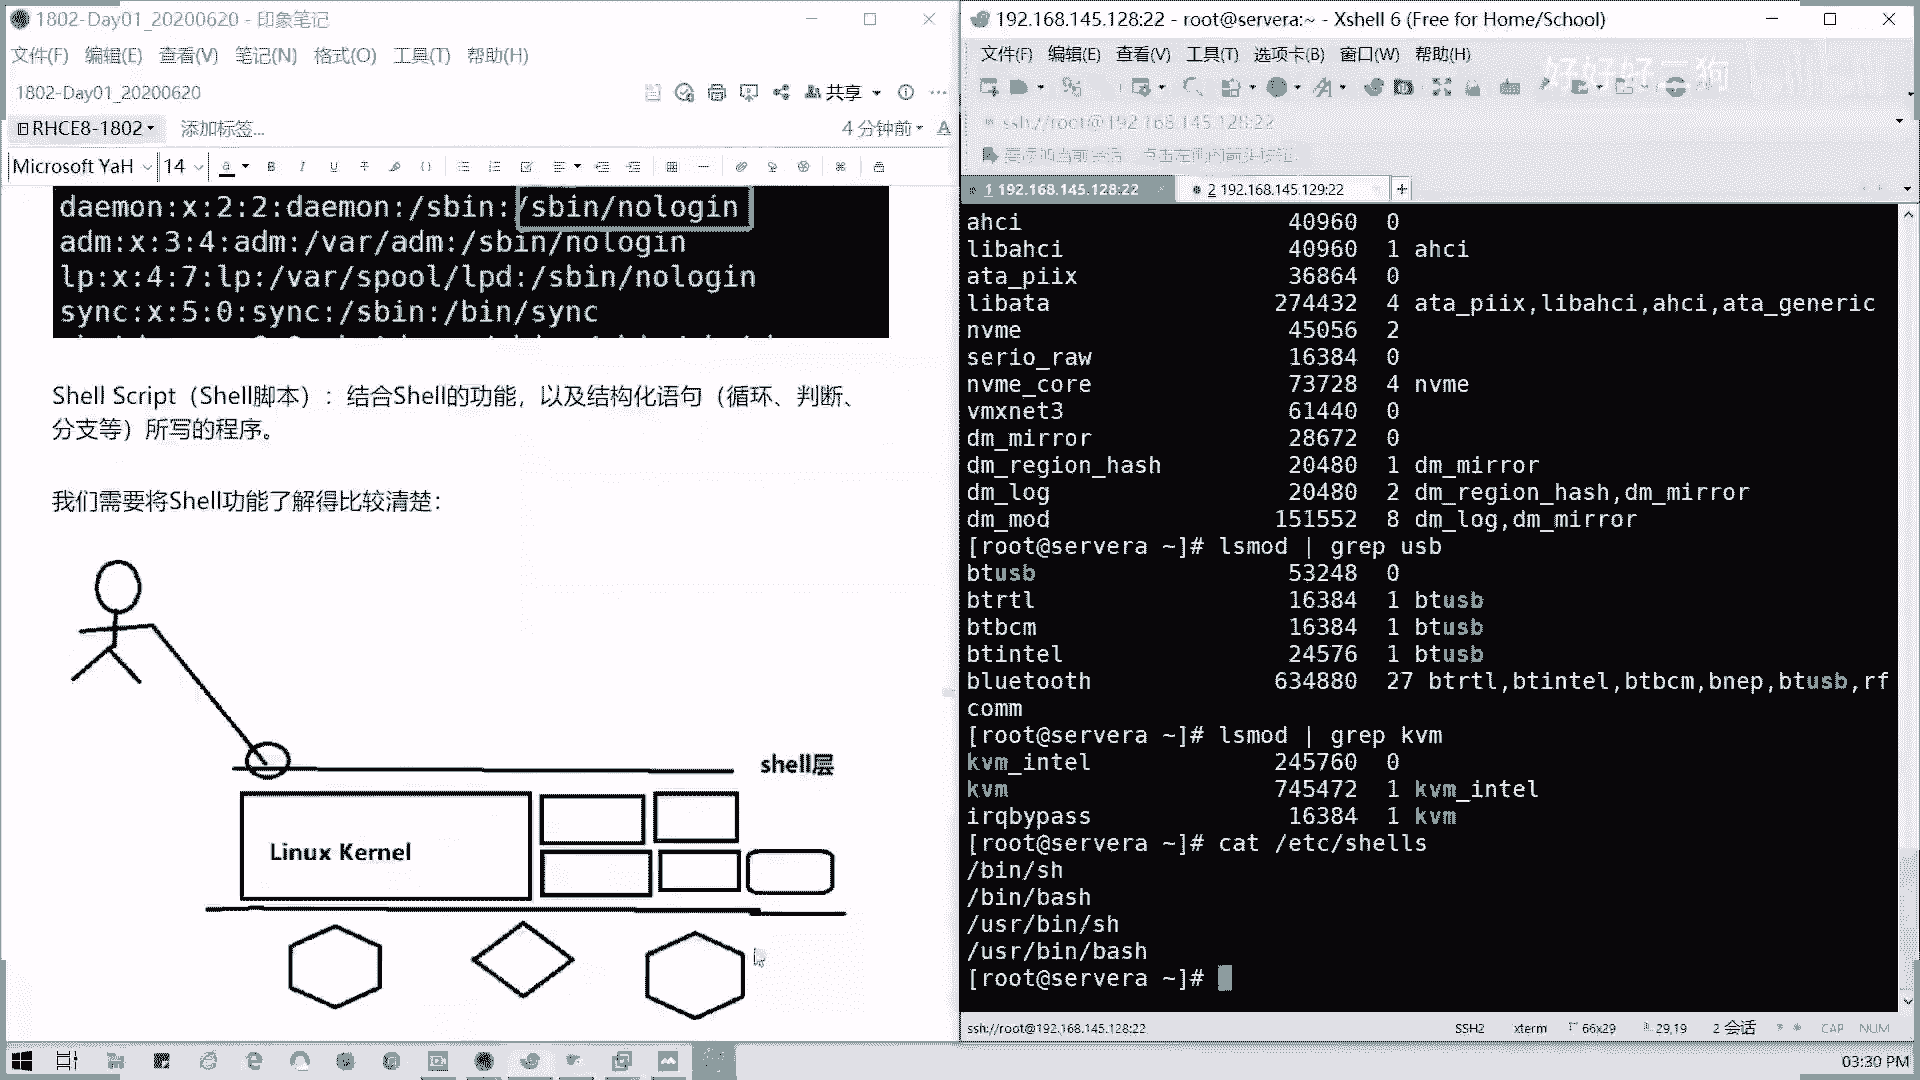 1802-Day01_20200620 - 印象笔记
文件(F) 编辑(E) 查看(V) 笔记(N) 格式(O) 工具(T) 帮助(H)
1802-Day01_20200620
共享
RHCE8-1802
添加标签...
4 分钟前
Microsoft YaH 14
daemon:x:2:2:daemon:/sbin:/sbin/nologin
adm:x:3:4:adm:/var/adm:/sbin/nologin
lp:x:4:7:lp:/var/spool/lpd:/sbin/nologin
sync:x:5:0:sync:/sbin:/bin/sync
Shell Script（Shell脚本）：结合Shell的功能，以及结构化语句（循环、判断、
分支等）所写的程序。
我们需要将Shell功能了解得比较清楚：
shell层
Linux Kernel
192.168.145.128:22 - root@servera:~ - Xshell 6 (Free for Home/School)
文件(F) 编辑(E) 查看(V) 工具(T) 选项卡(B) 窗口(W) 帮助(H)
ssh://root@192.168.145.128:22
1 192.168.145.128:22
2 192.168.145.129:22
ahci 40960 0
libahci 40960 1 ahci
ata_piix 36864 0
libata 274432 4 ata_piix,libahci,ahci,ata_generic
nvme 45056 2
serio_raw 16384 0
nvme_core 73728 4 nvme
vmxnet3 61440 0
dm_mirror 28672 0
dm_region_hash 20480 1 dm_mirror
dm_log 20480 2 dm_region_hash,dm_mirror
dm_mod 151552 8 dm_log,dm_mirror
[root@servera ~]# lsmod | grep usb
btusb 53248 0
btrtl 16384 1 btusb
btbcm 16384 1 btusb
btintel 24576 1 btusb
bluetooth 634880 27 btrtl,btintel,btbcm,bnep,btusb,rf
comm
[root@servera ~]# lsmod | grep kvm
kvm_intel 245760 0
kvm 745472 1 kvm_intel
irqbypass 16384 1 kvm
[root@servera ~]# cat /etc/shells
/bin/sh
/bin/bash
/usr/bin/sh
/usr/bin/bash
[root@servera ~]#
ssh://root@192.168.145.128:22
SSH2 xterm 66x29 29,19 2 会话 CAP NUM
03:30 PM